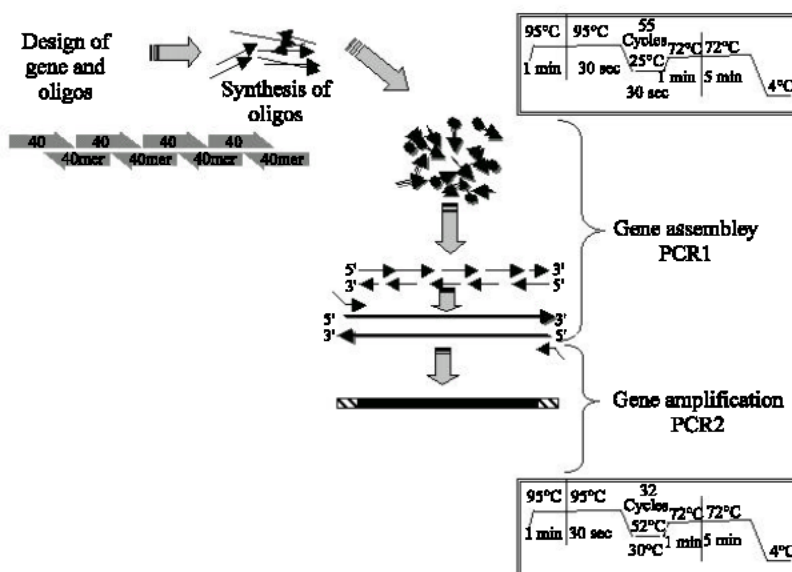 Design of
gene and
oligos
Synthesis of
oligos
40 40 40 40
40mer 40mer 40mer 40mer
95°C 95°C 55
Cycles 72°C 72°C
25°C
1 min 30 sec 1 min 5 min
30 sec 4°C
Gene assembley
PCR1
5' 3'
3' 5'
5' 3'
3' 5'
Gene amplification
PCR2
95°C 95°C 32
Cycles 72°C 72°C
52°C
1 min 30 sec 1 min 5 min
30°C 4°C